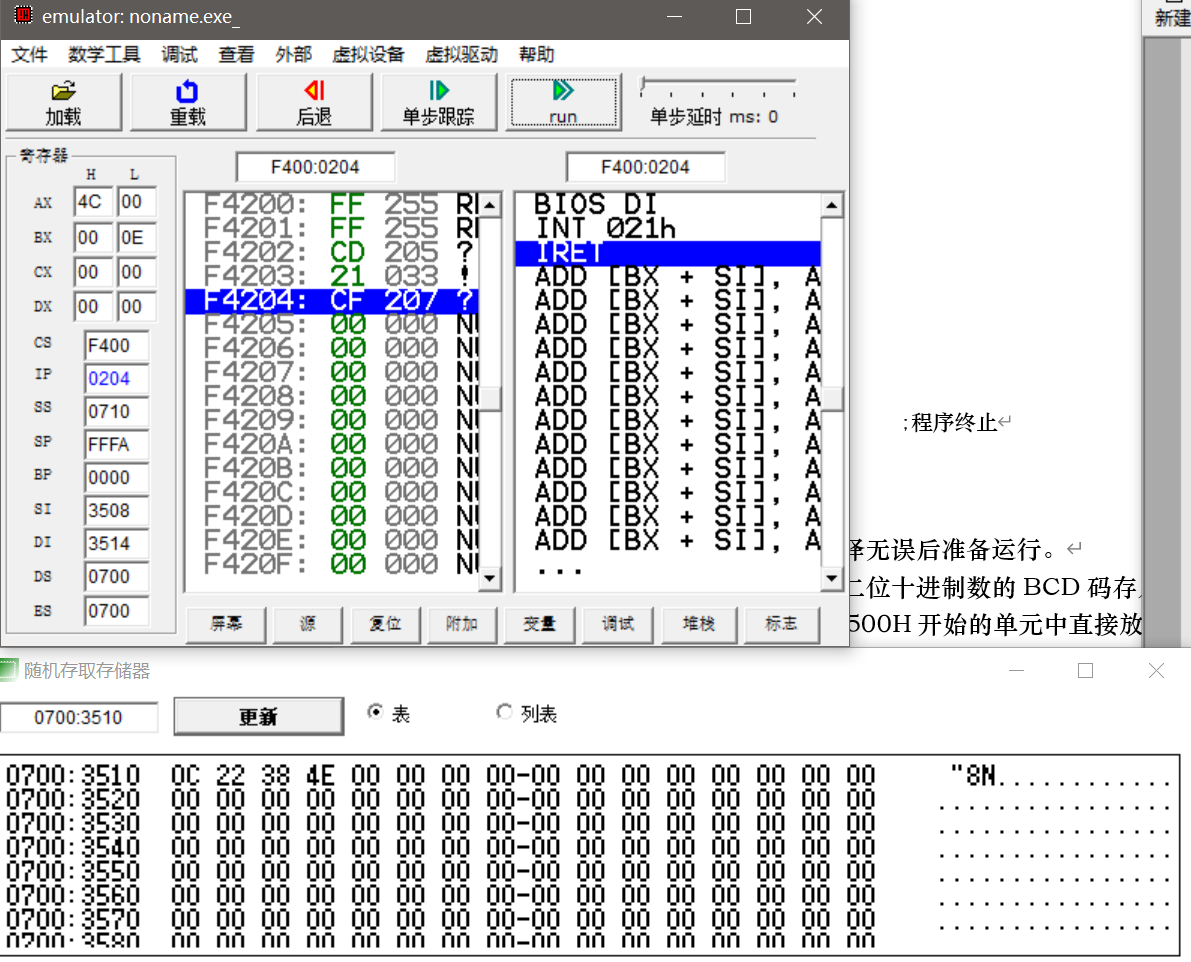 emulator: noname.exe_
新建
文件 数学工具 调试 查看 外部 虚拟设备 虚拟驱动 帮助
加载 重载 后退 单步跟踪 run 单步延时 ms: 0
寄存器
H L
AX 4C 00
BX 00 0E
CX 00 00
DX 00 00
CS F400
IP 0204
SS 0710
SP FFFA
BP 0000
SI 3508
DI 3514
DS 0700
ES 0700
F400:0204
F4200: FF 255
F4201: FF 255
F4202: CD 205 ?
F4203: 21 033 !
F4204: CF 207 ?
F4205: 00 000
F4206: 00 000
F4207: 00 000
F4208: 00 000
F4209: 00 000
F420A: 00 000
F420B: 00 000
F420C: 00 000
F420D: 00 000
F420E: 00 000
F420F: 00 000
F400:0204
BIOS DI
INT 021h
IRET
ADD [BX + SI], A
ADD [BX + SI], A
ADD [BX + SI], A
ADD [BX + SI], A
ADD [BX + SI], A
ADD [BX + SI], A
ADD [BX + SI], A
ADD [BX + SI], A
ADD [BX + SI], A
ADD [BX + SI], A
ADD [BX + SI], A
ADD [BX + SI], A
...
屏幕 源 复位 附加 变量 调试 堆栈 标志
;程序终止↵
无误后准备运行。↵
二位十进制数的 BCD 码存
500H 开始的单元中直接放
随机存取存储器
0700:3510 更新 表 列表
0700:3510 0C 22 38 4E 00 00 00 00-00 00 00 00 00 00 00 00 "8N............
0700:3520 00 00 00 00 00 00 00 00-00 00 00 00 00 00 00 00 ................
0700:3530 00 00 00 00 00 00 00 00-00 00 00 00 00 00 00 00 ................
0700:3540 00 00 00 00 00 00 00 00-00 00 00 00 00 00 00 00 ................
0700:3550 00 00 00 00 00 00 00 00-00 00 00 00 00 00 00 00 ................
0700:3560 00 00 00 00 00 00 00 00-00 00 00 00 00 00 00 00 ................
0700:3570 00 00 00 00 00 00 00 00-00 00 00 00 00 00 00 00 ................
0700:3580 00 00 00 00 00 00 00 00-00 00 00 00 00 00 00 00